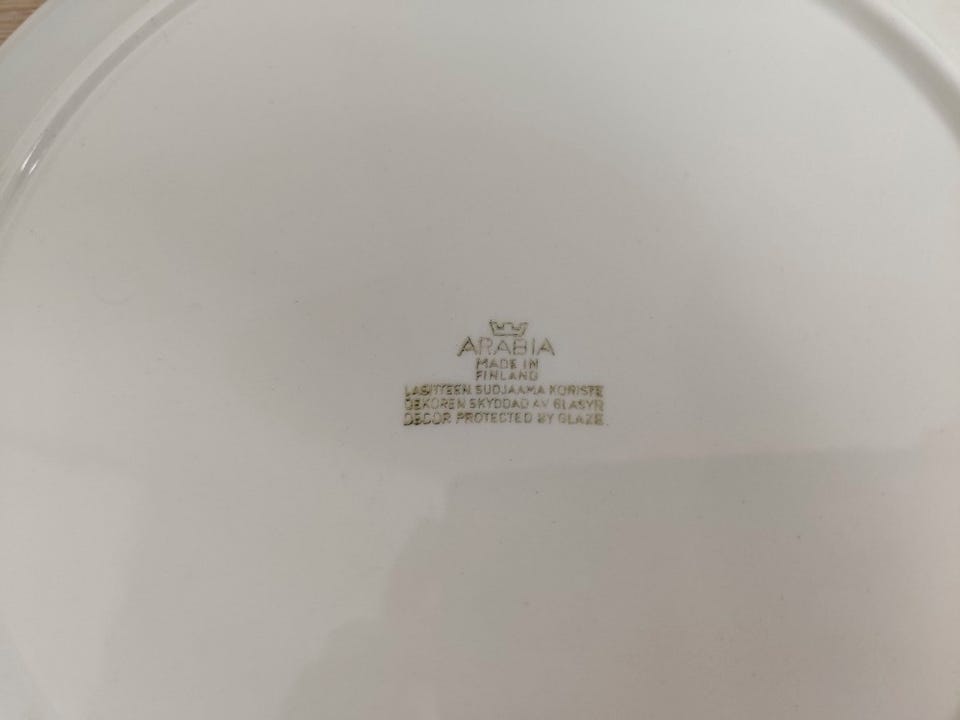 ARABIA
MADE IN
FINLAND
LASITTEEN SUOJAAMA KORISTE
DEKOREN SKYDDAD AV GLASYR
DECOR PROTECTED BY GLAZE